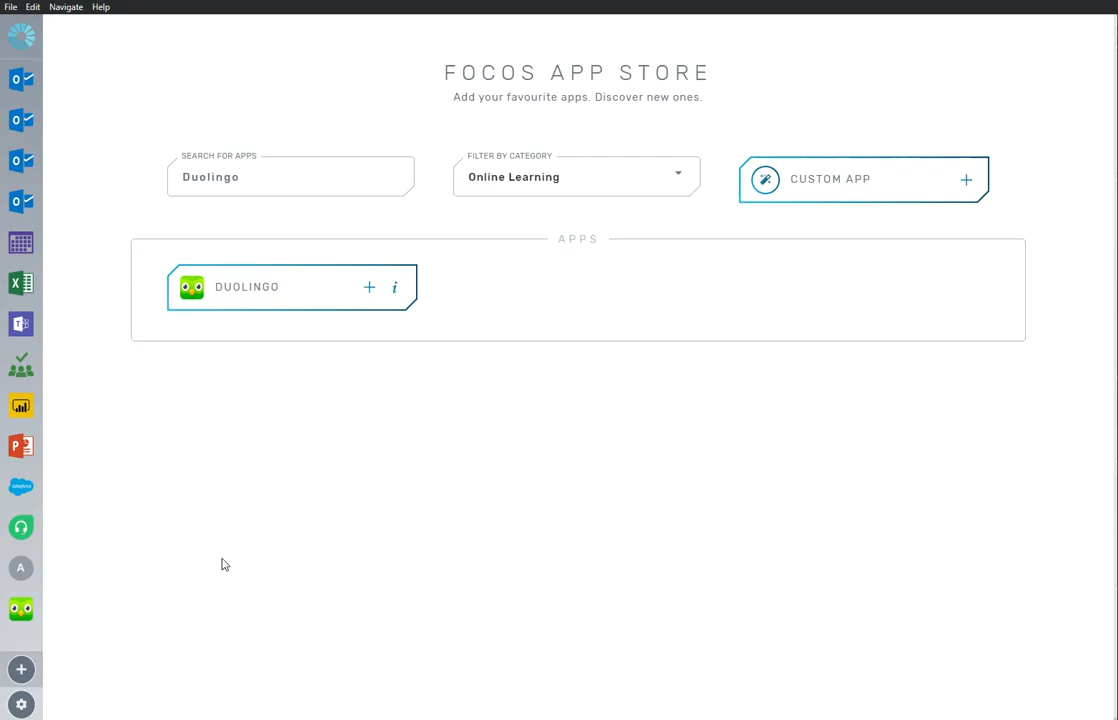 File Edit Navigate Help
FOCOS APP STORE
Add your favourite apps. Discover new ones.
SEARCH FOR APPS
Duolingo
FILTER BY CATEGORY
Online Learning
CUSTOM APP
APPS
DUOLINGO
salesforce
A